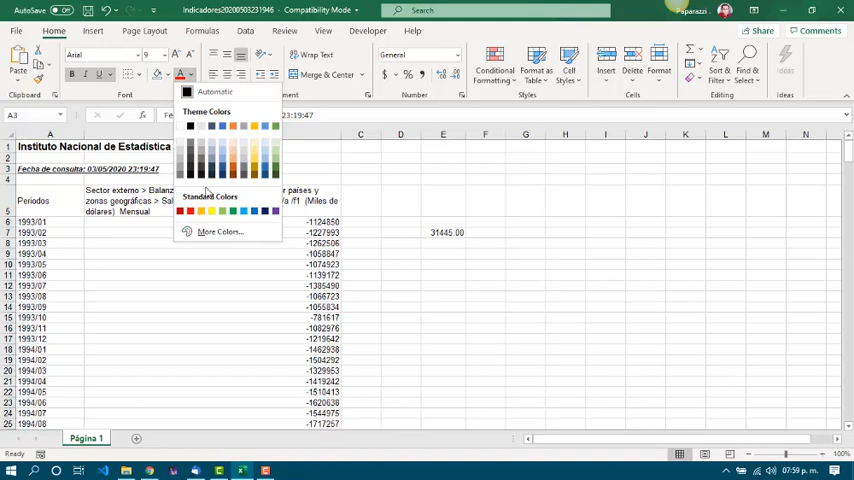 AutoSave Off Indicadores20200503231946 - Compatibility Mode Search Paparazzi .
File Home Insert Page Layout Formulas Data Review View Developer Help Share Comments
Arial 9 Wrap Text General
Paste B I U Merge & Center $ % Conditional Formatting Format as Table Cell Styles Insert Delete Format Sort & Filter Find & Select Ideas
Clipboard Font Alignment Number Styles Cells Editing Ideas
A3 Fe 23:19:47
Automatic
Theme Colors
Standard Colors
More Colors...
A C D E F G H I J K L M N
1 Instituto Nacional de Estadística
2
3 Fecha de consulta: 03/05/2020 23:19:47
4
5 Periodos Sector externo > Balanz r países y
zonas geográficas > Sal /a /f1 (Miles de
dólares) Mensual
6 1993/01 -1124850
7 1993/02 -1227993 31445.00
8 1993/03 -1262506
9 1993/04 -1058847
10 1993/05 -1074923
11 1993/06 -1139172
12 1993/07 -1385490
13 1993/08 -1066723
14 1993/09 -1055834
15 1993/10 -781617
16 1993/11 -1082976
17 1993/12 -1219642
18 1994/01 -1462938
19 1994/02 -1504292
20 1994/03 -1329953
21 1994/04 -1419242
22 1994/05 -1510413
23 1994/06 -1620638
24 1994/07 -1544975
25 1994/08 -1717257
Página 1
Ready 100%
07:59 p. m.